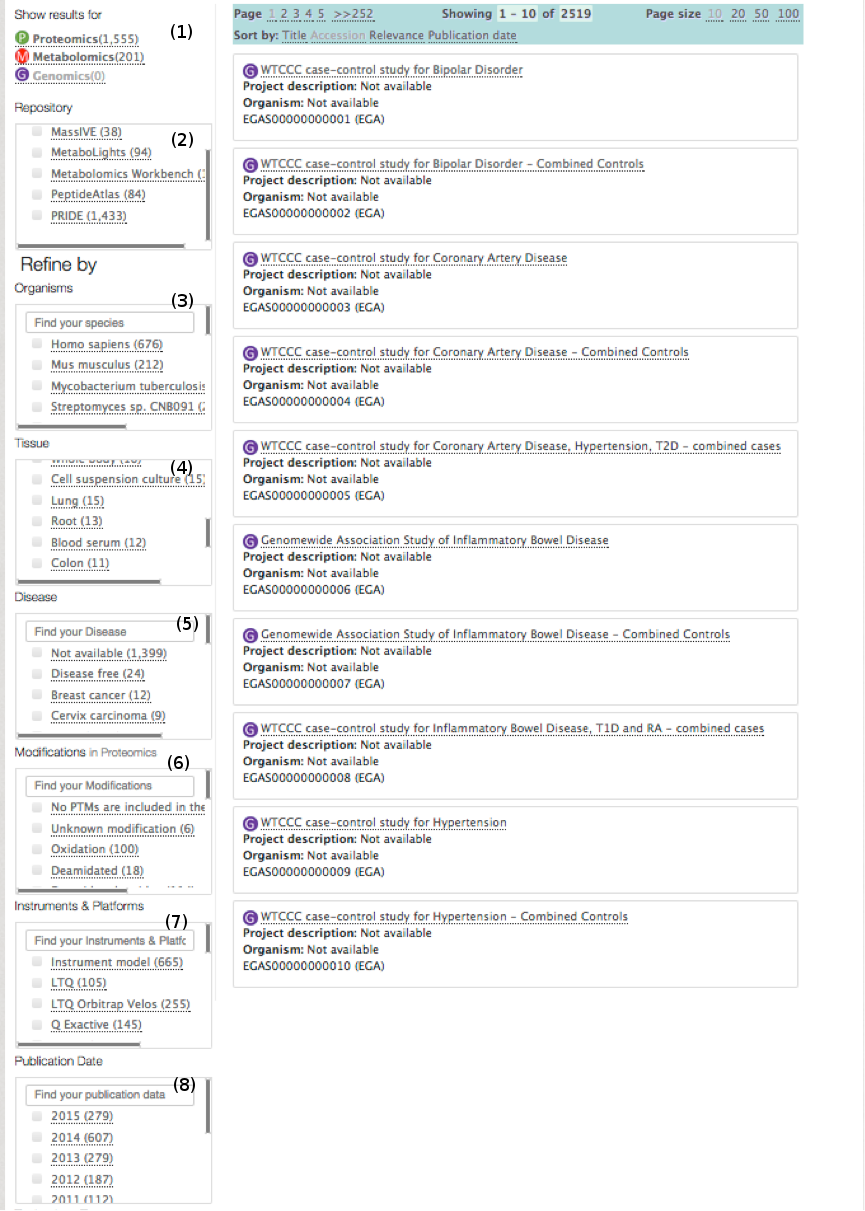 Show results for
(1)
P Proteomics(1,555)
M Metabolomics(201)
G Genomics(0)
Repository
(2)
MassIVE (38)
MetaboLights (94)
Metabolomics Workbench (
PeptideAtlas (84)
PRIDE (1,433)
Refine by
Organisms
(3)
Find your species
Homo sapiens (676)
Mus musculus (212)
Mycobacterium tuberculosis
Streptomyces sp. CNB091 (
Tissue
(4)
Cell suspension culture (15)
Lung (15)
Root (13)
Blood serum (12)
Colon (11)
Disease
(5)
Find your Disease
Not available (1,399)
Disease free (24)
Breast cancer (12)
Cervix carcinoma (9)
Modifications in Proteomics
(6)
Find your Modifications
No PTMs are included in the
Unknown modification (6)
Oxidation (100)
Deamidated (18)
Instruments & Platforms
(7)
Find your Instruments & Platfc
Instrument model (665)
LTQ (105)
LTQ Orbitrap Velos (255)
Q Exactive (145)
Publication Date
(8)
Find your publication data
2015 (279)
2014 (607)
2013 (279)
2012 (187)
2011 (112)
Page 1 2 3 4 5 >>252 Showing 1 - 10 of 2519 Page size 10 20 50 100
Sort by: Title Accession Relevance Publication date
G WTCCC case-control study for Bipolar Disorder
Project description: Not available
Organism: Not available
EGAS00000000001 (EGA)
G WTCCC case-control study for Bipolar Disorder - Combined Controls
Project description: Not available
Organism: Not available
EGAS00000000002 (EGA)
G WTCCC case-control study for Coronary Artery Disease
Project description: Not available
Organism: Not available
EGAS00000000003 (EGA)
G WTCCC case-control study for Coronary Artery Disease - Combined Controls
Project description: Not available
Organism: Not available
EGAS00000000004 (EGA)
G WTCCC case-control study for Coronary Artery Disease, Hypertension, T2D - combined cases
Project description: Not available
Organism: Not available
EGAS00000000005 (EGA)
G Genomewide Association Study of Inflammatory Bowel Disease
Project description: Not available
Organism: Not available
EGAS00000000006 (EGA)
G Genomewide Association Study of Inflammatory Bowel Disease - Combined Controls
Project description: Not available
Organism: Not available
EGAS00000000007 (EGA)
G WTCCC case-control study for Inflammatory Bowel Disease, T1D and RA - combined cases
Project description: Not available
Organism: Not available
EGAS00000000008 (EGA)
G WTCCC case-control study for Hypertension
Project description: Not available
Organism: Not available
EGAS00000000009 (EGA)
G WTCCC case-control study for Hypertension - Combined Controls
Project description: Not available
Organism: Not available
EGAS00000000010 (EGA)